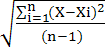 √(∑ⁿᵢ₌₁(X−Xi)² / (n−1))